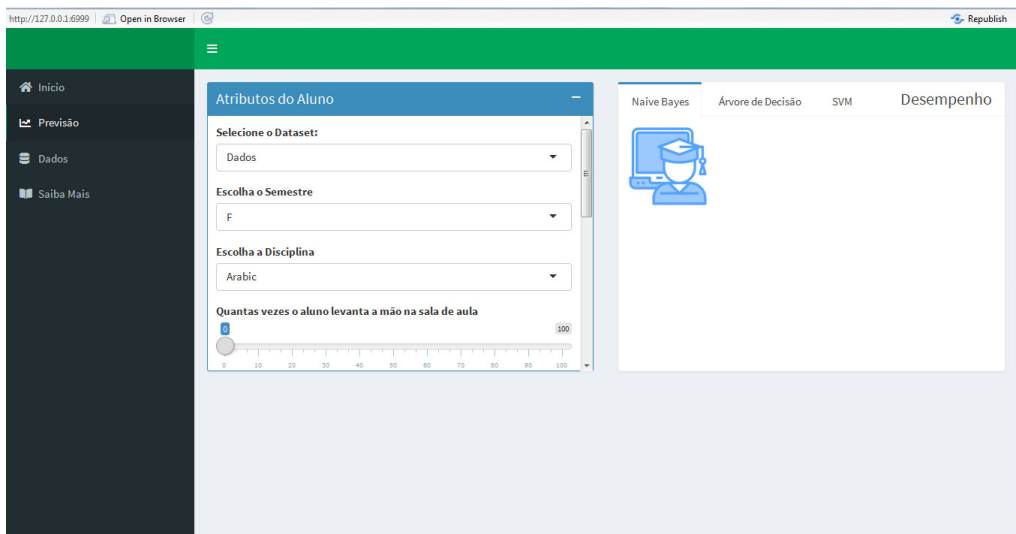 http://127.0.0.1:6999 Open in Browser Republish
Início
Previsão
Dados
Saiba Mais
Atributos do Aluno
Selecione o Dataset:
Dados
Escolha o Semestre
F
Escolha a Disciplina
Arabic
Quantas vezes o aluno levanta a mão na sala de aula
0 100
0 10 20 30 40 50 60 70 80 90 100
Naive Bayes Árvore de Decisão SVM Desempenho